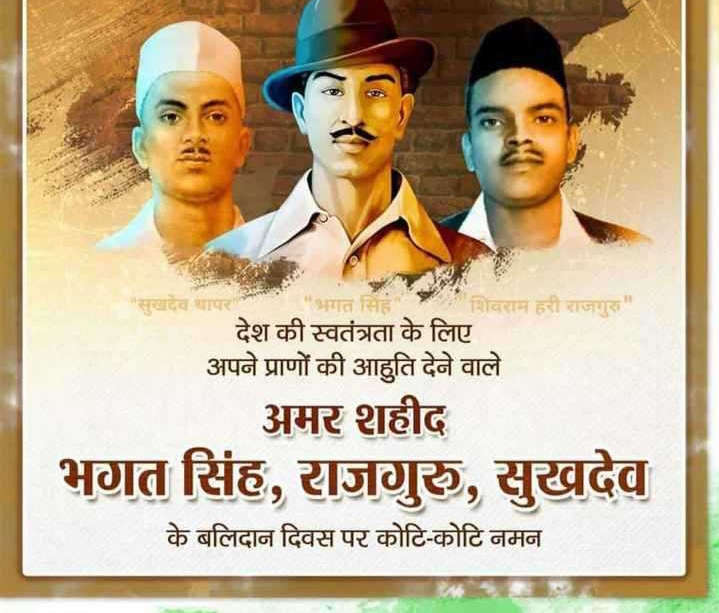 "सुखदेव थापर" "भगत सिंह" "शिवराम हरी राजगुरु"
देश की स्वतंत्रता के लिए
अपने प्राणों की आहुति देने वाले
अमर शहीद
भगत सिंह, राजगुरु, सुखदेव
के बलिदान दिवस पर कोटि-कोटि नमन